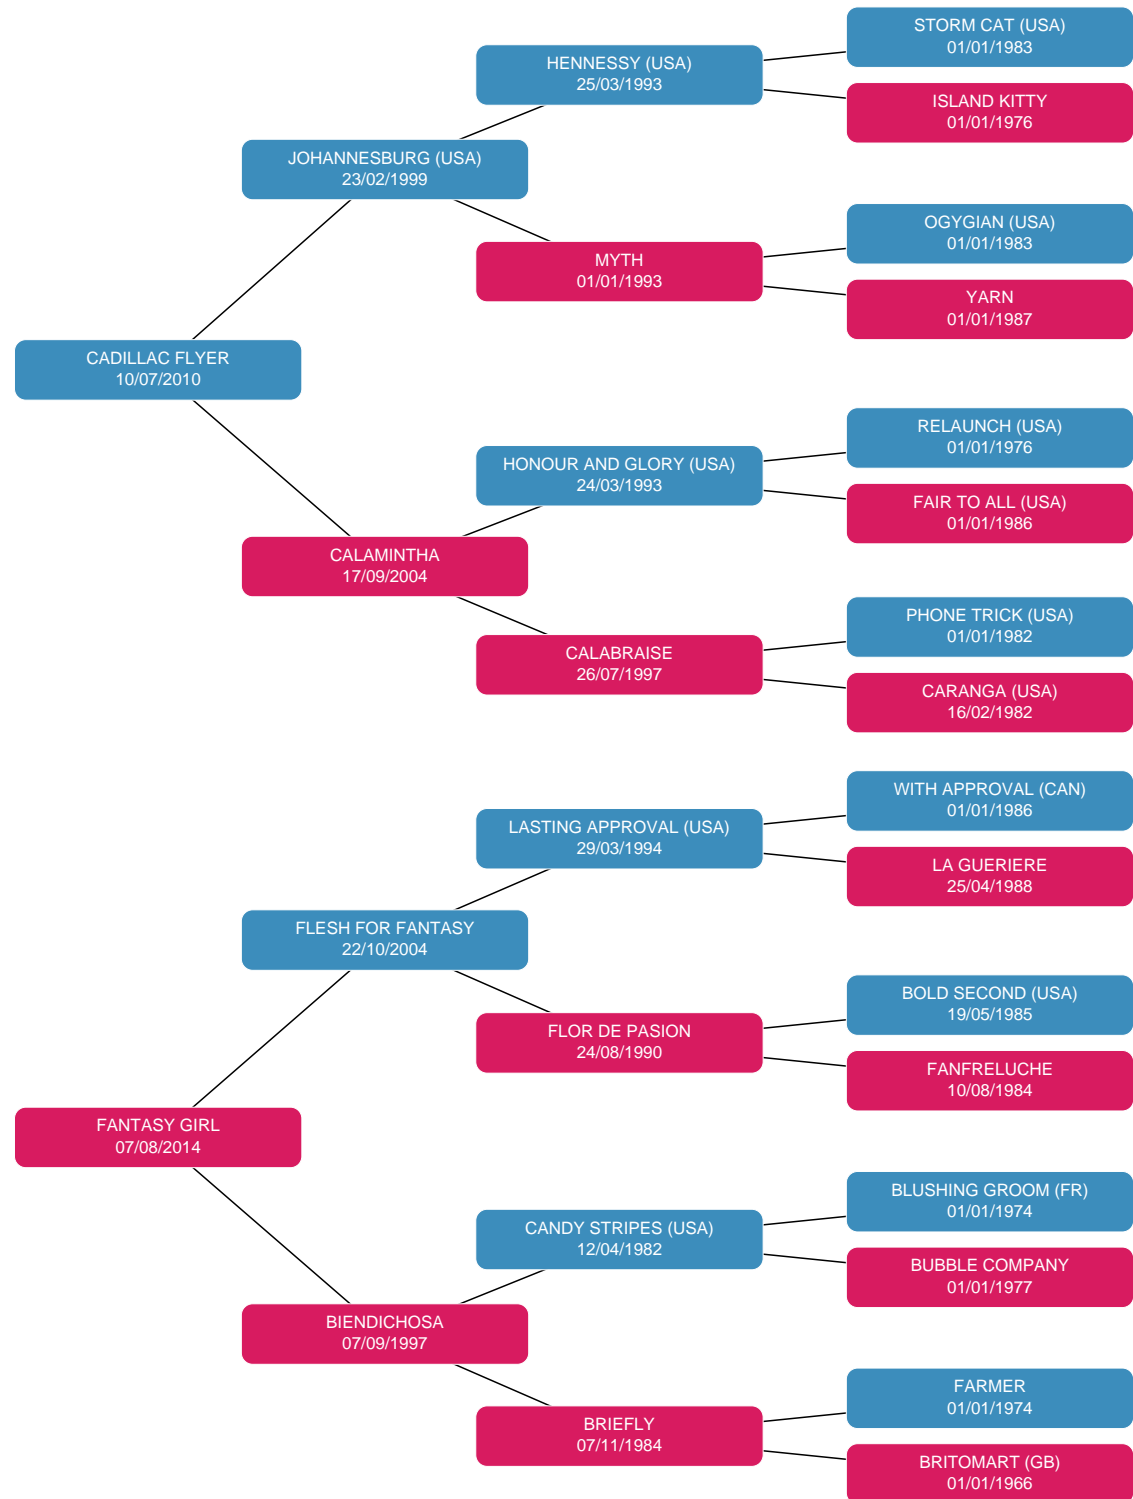 STORM CAT (USA)
01/01/1983
HENNESSY (USA)
25/03/1993
ISLAND KITTY
01/01/1976
JOHANNESBURG (USA)
23/02/1999
OGYGIAN (USA)
01/01/1983
MYTH
01/01/1993
YARN
01/01/1987
CADILLAC FLYER
10/07/2010
RELAUNCH (USA)
01/01/1976
HONOUR AND GLORY (USA)
24/03/1993
FAIR TO ALL (USA)
01/01/1986
CALAMINTHA
17/09/2004
PHONE TRICK (USA)
01/01/1982
CALABRAISE
26/07/1997
CARANGA (USA)
16/02/1982
WITH APPROVAL (CAN)
01/01/1986
LASTING APPROVAL (USA)
29/03/1994
LA GUERIERE
25/04/1988
FLESH FOR FANTASY
22/10/2004
BOLD SECOND (USA)
19/05/1985
FLOR DE PASION
24/08/1990
FANFRELUCHE
10/08/1984
FANTASY GIRL
07/08/2014
BLUSHING GROOM (FR)
01/01/1974
CANDY STRIPES (USA)
12/04/1982
BUBBLE COMPANY
01/01/1977
BIENDICHOSA
07/09/1997
FARMER
01/01/1974
BRIEFLY
07/11/1984
BRITOMART (GB)
01/01/1966